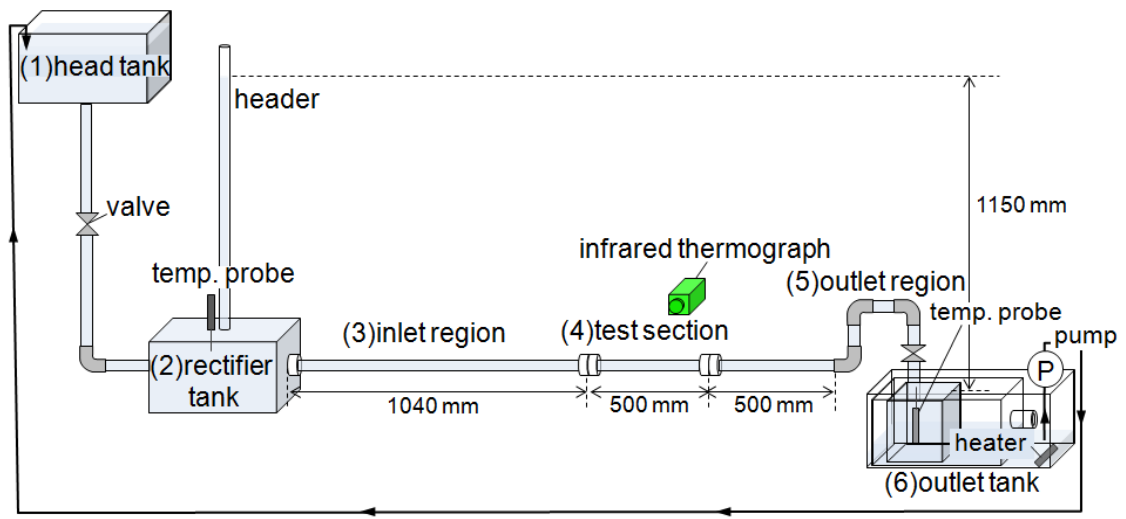 (1)head tank
header
valve
1150 mm
infrared thermograph
temp. probe
(5)outlet region
temp. probe
(3)inlet region
(4)test section
pump
P
(2)rectifier
tank
1040 mm
500 mm
500 mm
heater
(6)outlet tank